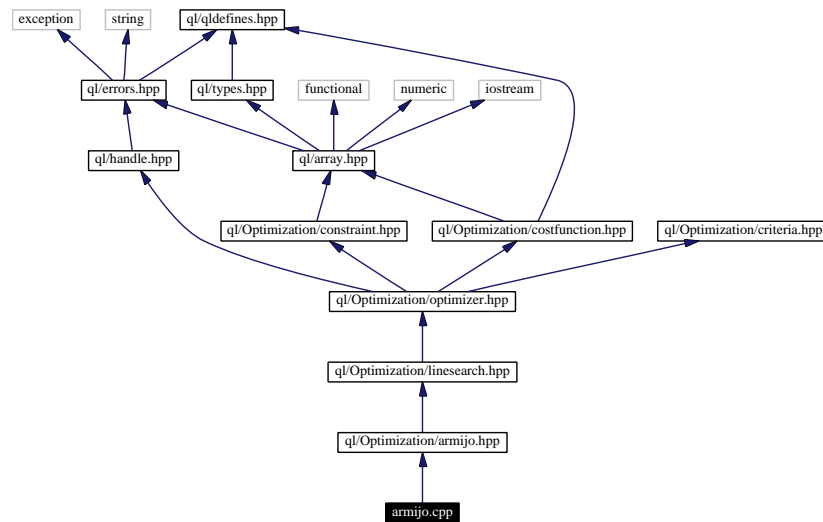 exception
string
ql/qldefines.hpp
ql/errors.hpp
ql/types.hpp
functional
numeric
iostream
ql/handle.hpp
ql/array.hpp
ql/Optimization/constraint.hpp
ql/Optimization/costfunction.hpp
ql/Optimization/criteria.hpp
ql/Optimization/optimizer.hpp
ql/Optimization/linesearch.hpp
ql/Optimization/armijo.hpp
armijo.cpp